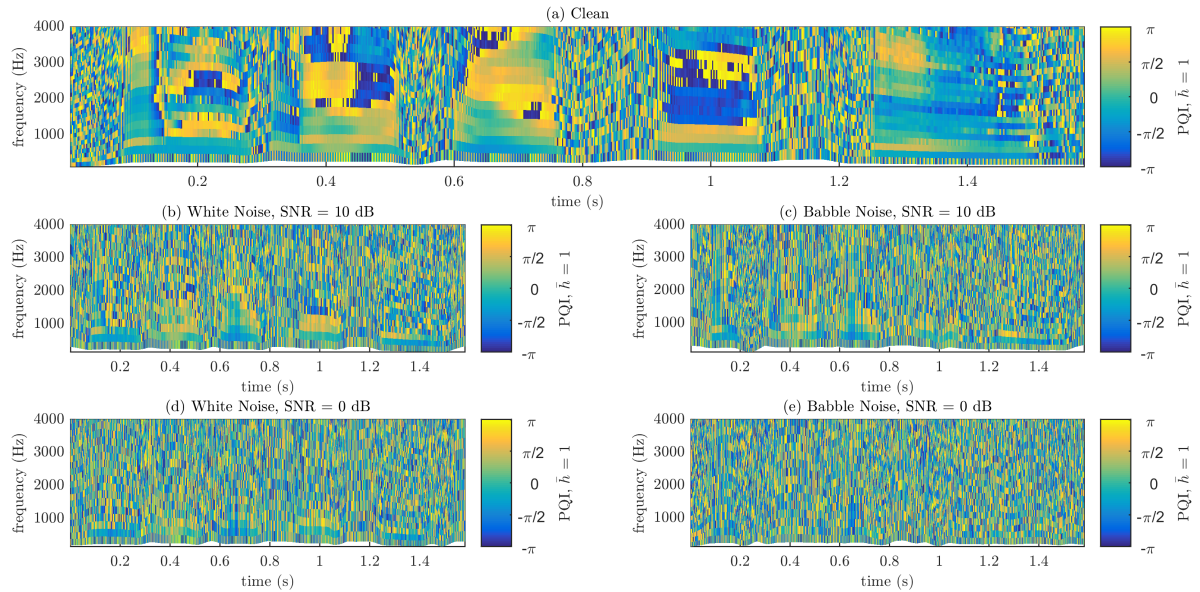 (a) Clean
frequency (Hz)
4000
3000
2000
1000
0.2 0.4 0.6 0.8 1 1.2 1.4
time (s)
π
π/2
0
-π/2
-π
PQI, h̄ = 1
(b) White Noise, SNR = 10 dB
frequency (Hz)
4000
3000
2000
1000
0.2 0.4 0.6 0.8 1 1.2 1.4
time (s)
π
π/2
0
-π/2
-π
PQI, h̄ = 1
(c) Babble Noise, SNR = 10 dB
frequency (Hz)
4000
3000
2000
1000
0.2 0.4 0.6 0.8 1 1.2 1.4
time (s)
π
π/2
0
-π/2
-π
PQI, h̄ = 1
(d) White Noise, SNR = 0 dB
frequency (Hz)
4000
3000
2000
1000
0.2 0.4 0.6 0.8 1 1.2 1.4
time (s)
π
π/2
0
-π/2
-π
PQI, h̄ = 1
(e) Babble Noise, SNR = 0 dB
frequency (Hz)
4000
3000
2000
1000
0.2 0.4 0.6 0.8 1 1.2 1.4
time (s)
π
π/2
0
-π/2
-π
PQI, h̄ = 1